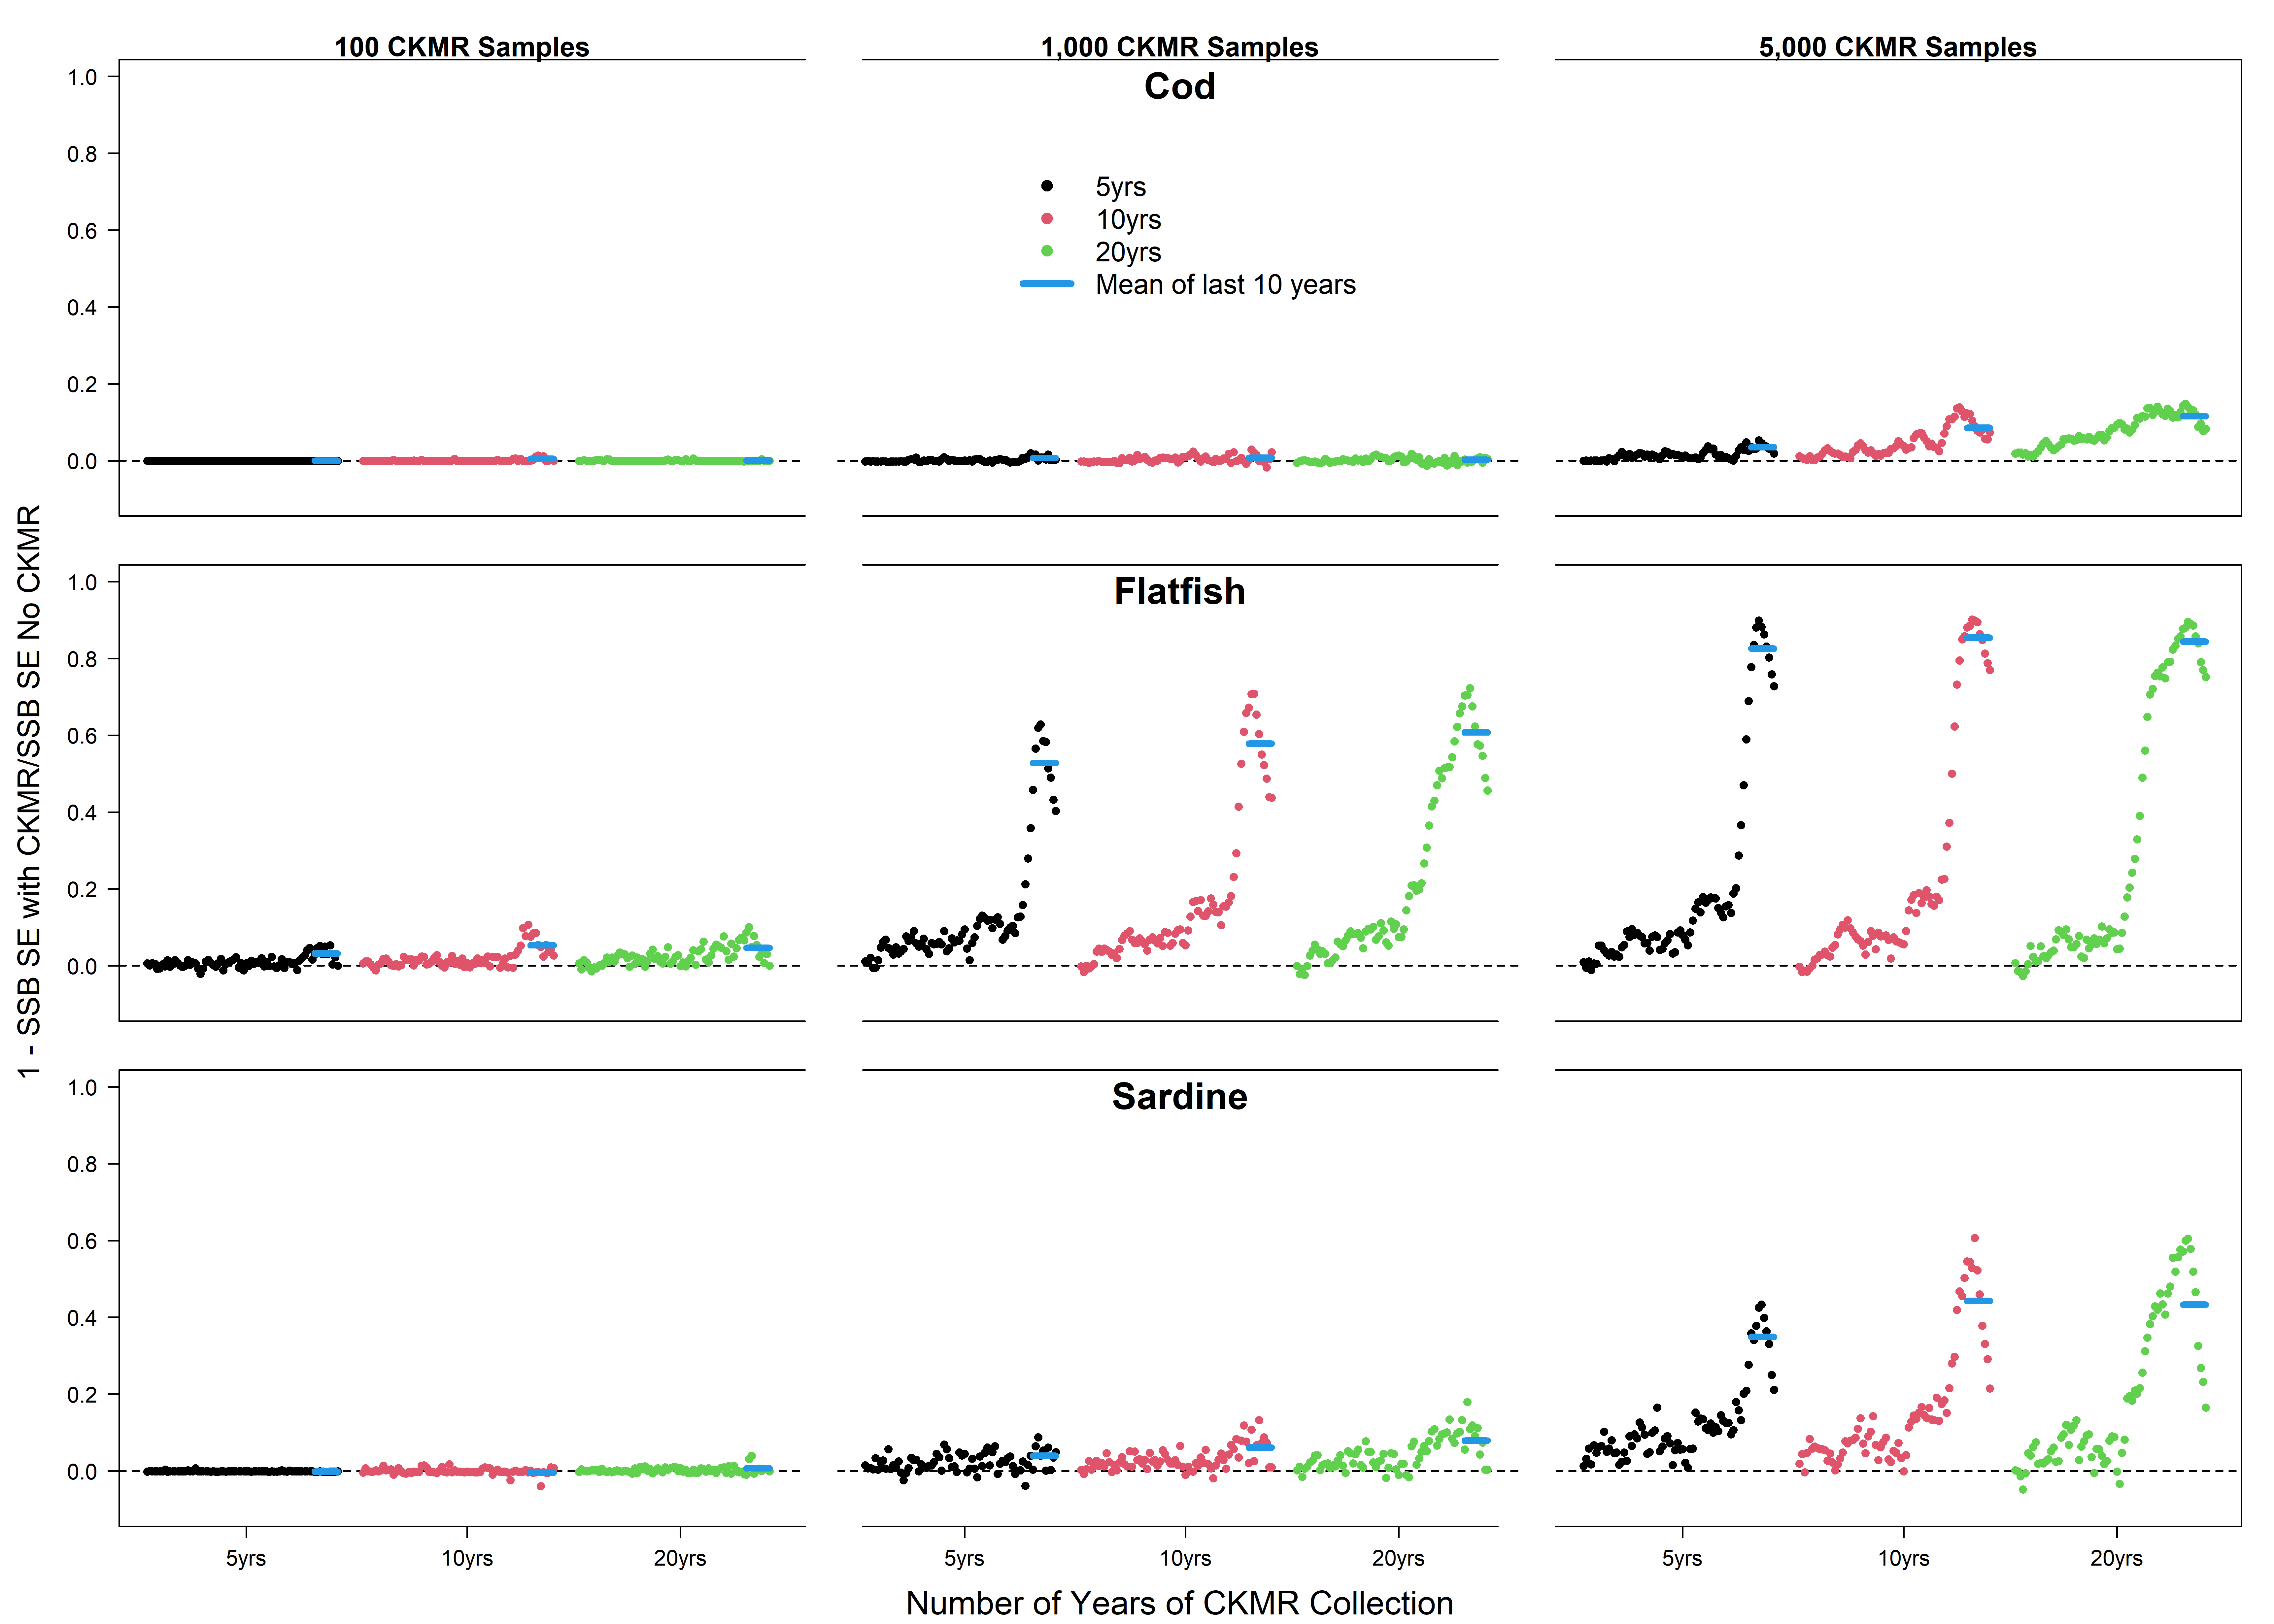 100 CKMR Samples
1,000 CKMR Samples
5,000 CKMR Samples
Cod
1.0
0.8
0.6
0.4
0.2
0.0
5yrs
10yrs
20yrs
Mean of last 10 years
1 - SSB SE with CKMR/SSB SE No CKMR
Flatfish
1.0
0.8
0.6
0.4
0.2
0.0
Sardine
1.0
0.8
0.6
0.4
0.2
0.0
5yrs
10yrs
20yrs
5yrs
10yrs
20yrs
5yrs
10yrs
20yrs
Number of Years of CKMR Collection